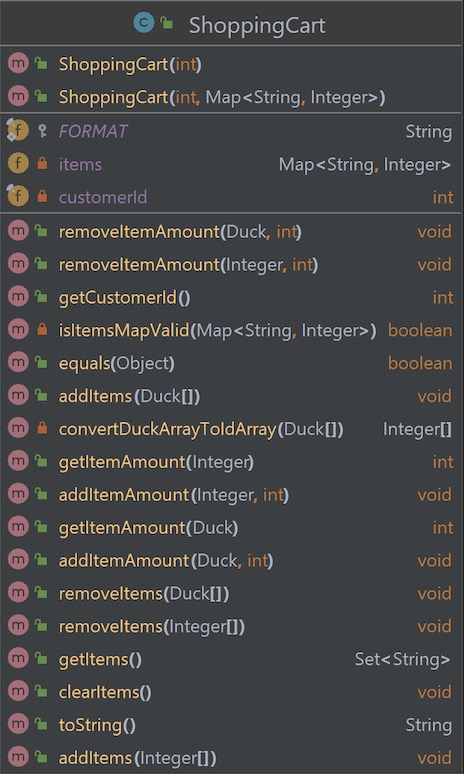 C ShoppingCart
m ShoppingCart(int)
m ShoppingCart(int, Map<String, Integer>)
f FORMAT String
f items Map<String, Integer>
f customerId int
m removeItemAmount(Duck, int) void
m removeItemAmount(Integer, int) void
m getCustomerId() int
m isItemsMapValid(Map<String, Integer>) boolean
m equals(Object) boolean
m addItems(Duck[]) void
m convertDuckArrayToIdArray(Duck[]) Integer[]
m getItemAmount(Integer) int
m addItemAmount(Integer, int) void
m getItemAmount(Duck) int
m addItemAmount(Duck, int) void
m removeItems(Duck[]) void
m removeItems(Integer[]) void
m getItems() Set<String>
m clearItems() void
m toString() String
m addItems(Integer[]) void